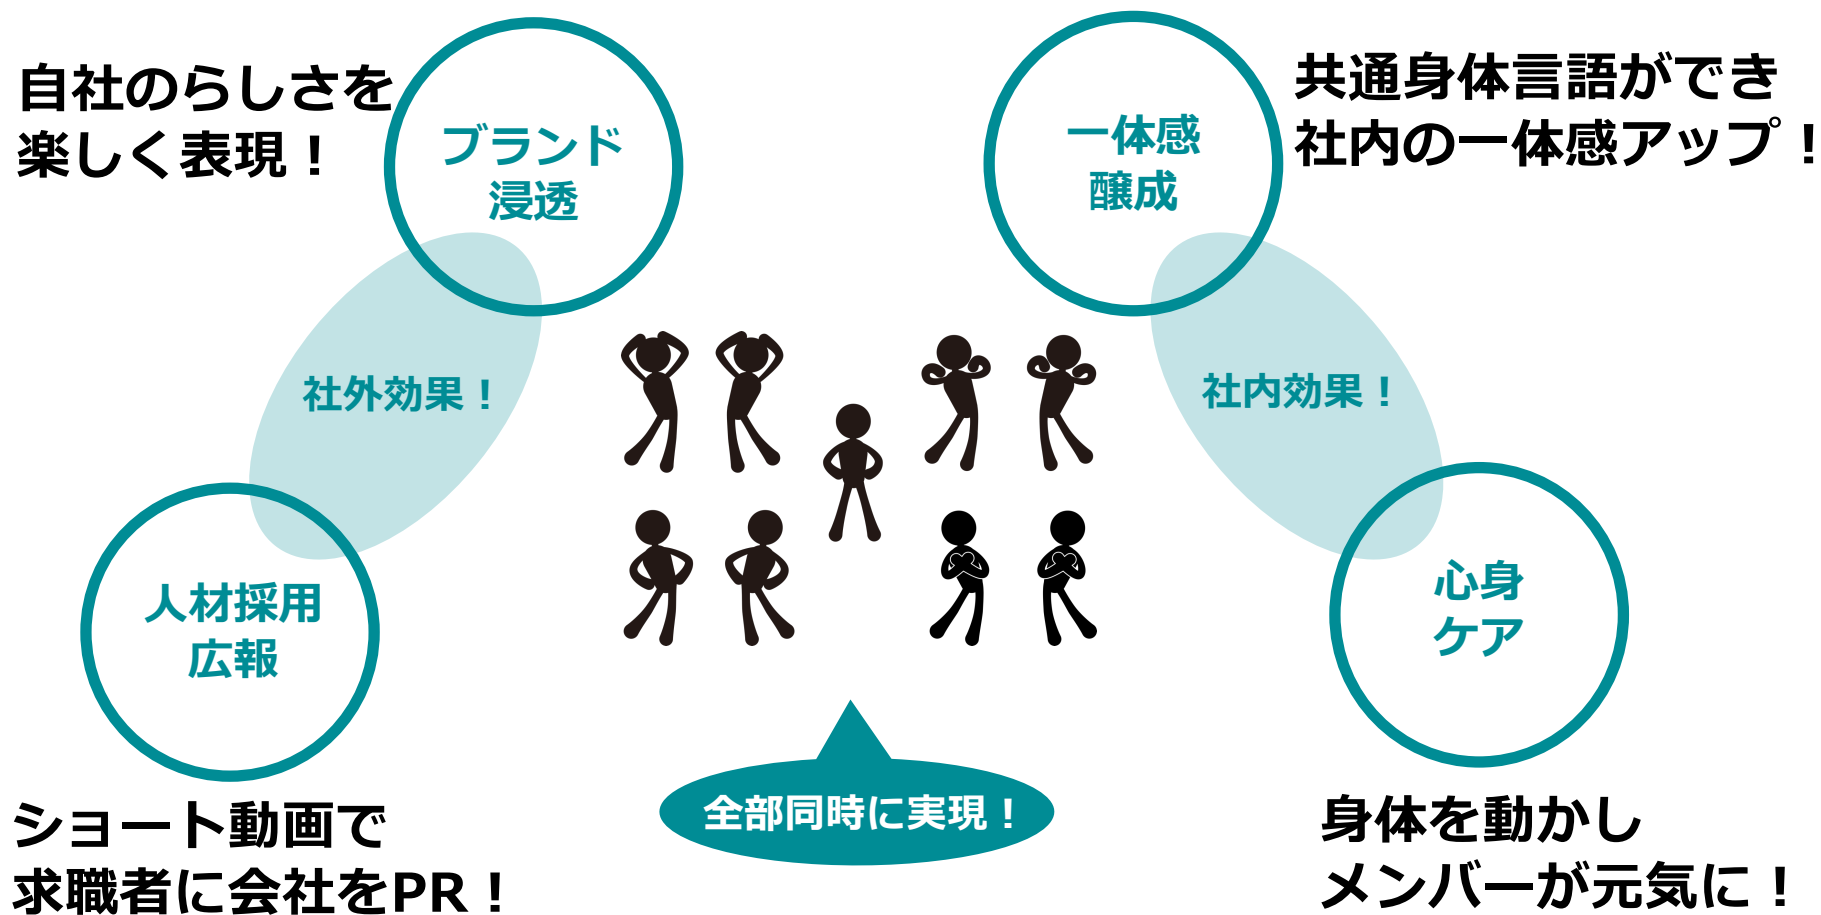 自社のらしさを
楽しく表現！
ブランド
浸透
一体感
醸成
共通身体言語ができ
社内の一体感アップ！
社外効果！
社内効果！
人材採用
広報
心身
ケア
全部同時に実現！
ショート動画で
求職者に会社をPR！
身体を動かし
メンバーが元気に！